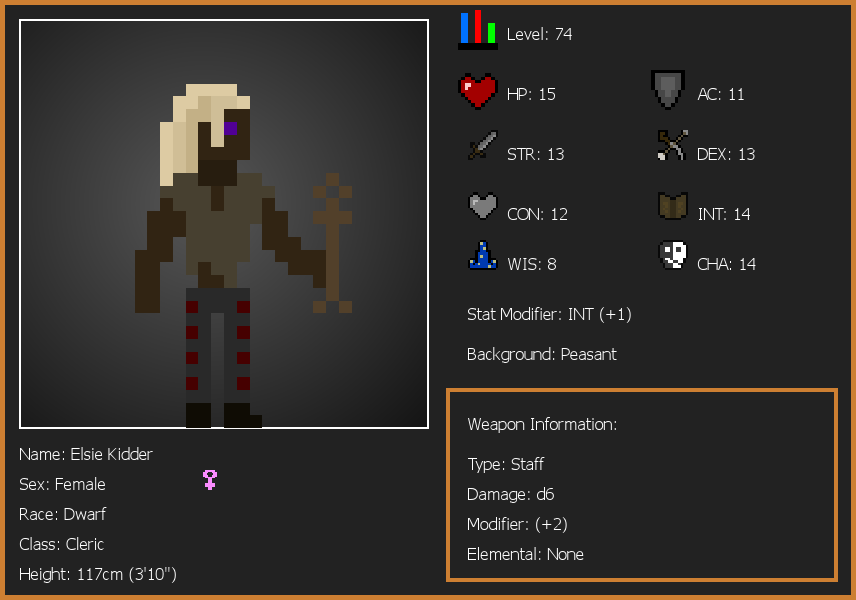 Level: 74
HP: 15
AC: 11
STR: 13
DEX: 13
CON: 12
INT: 14
WIS: 8
CHA: 14
Stat Modifier: INT (+1)
Background: Peasant
Weapon Information:
Type: Staff
Damage: d6
Modifier: (+2)
Elemental: None
Name: Elsie Kidder
Sex: Female
Race: Dwarf
Class: Cleric
Height: 117cm (3'10")